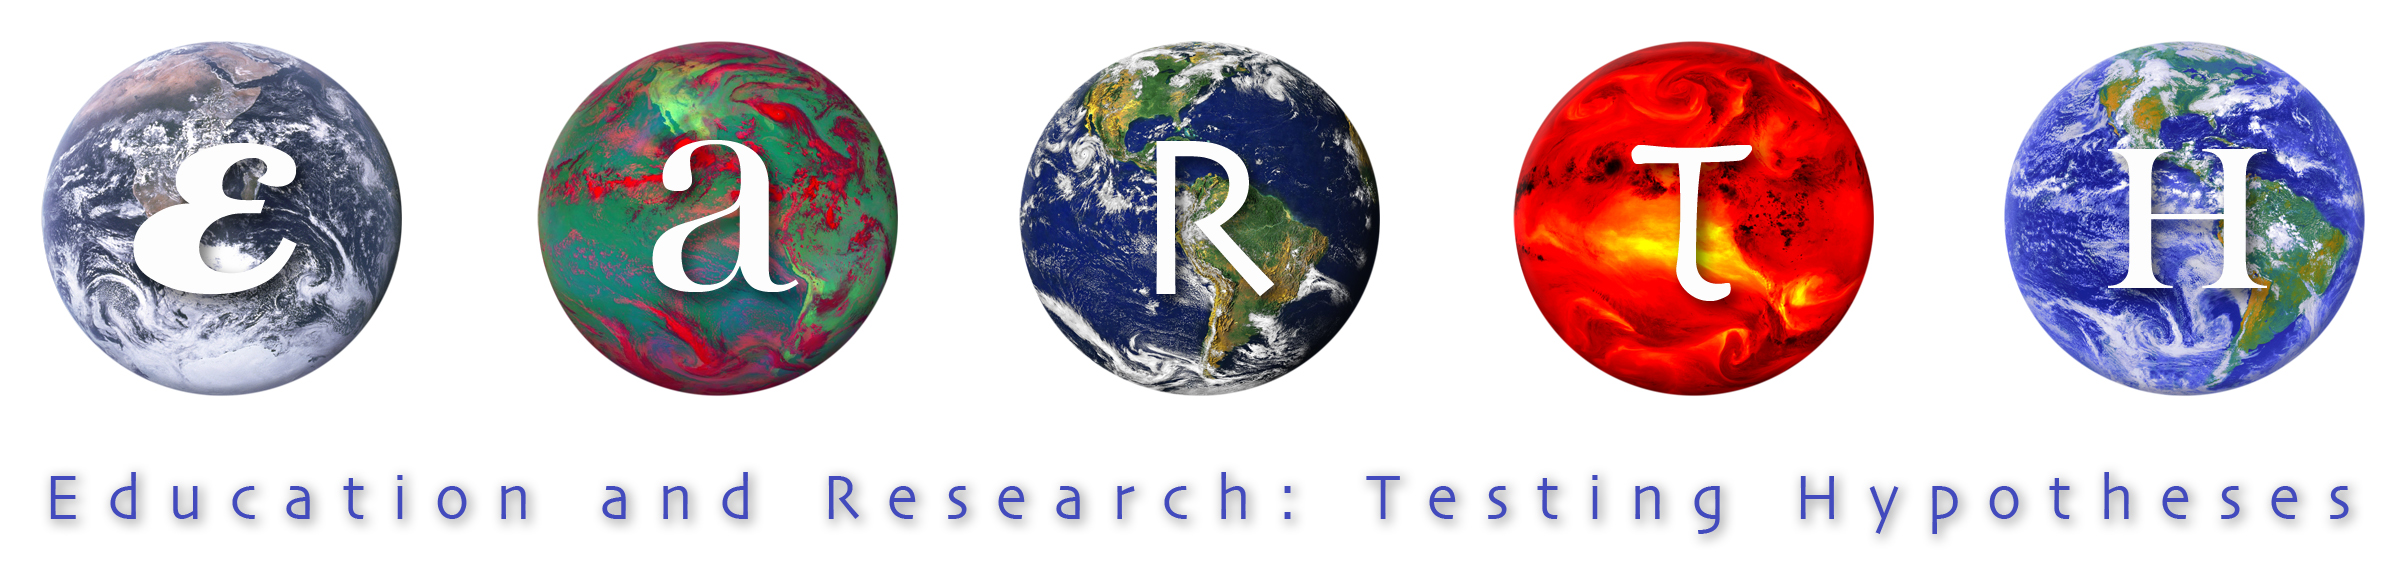 ε a R τ H
Education and Research: Testing Hypotheses